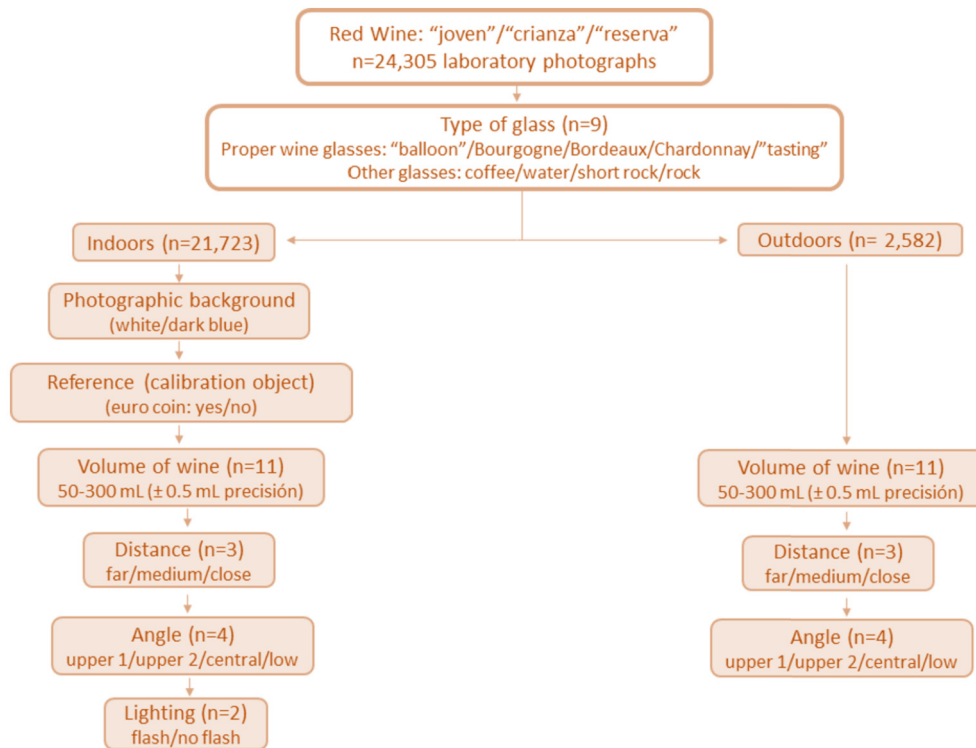 Red Wine: “joven”/“crianza”/“reserva”
n=24,305 laboratory photographs
Type of glass (n=9)
Proper wine glasses: “balloon”/Bourgogne/Bordeaux/Chardonnay/”tasting”
Other glasses: coffee/water/short rock/rock
Indoors (n=21,723)
Outdoors (n= 2,582)
Photographic background
(white/dark blue)
Reference (calibration object)
(euro coin: yes/no)
Volume of wine (n=11)
50-300 mL (± 0.5 mL precisión)
Volume of wine (n=11)
50-300 mL (± 0.5 mL precisión)
Distance (n=3)
far/medium/close
Distance (n=3)
far/medium/close
Angle (n=4)
upper 1/upper 2/central/low
Angle (n=4)
upper 1/upper 2/central/low
Lighting (n=2)
flash/no flash